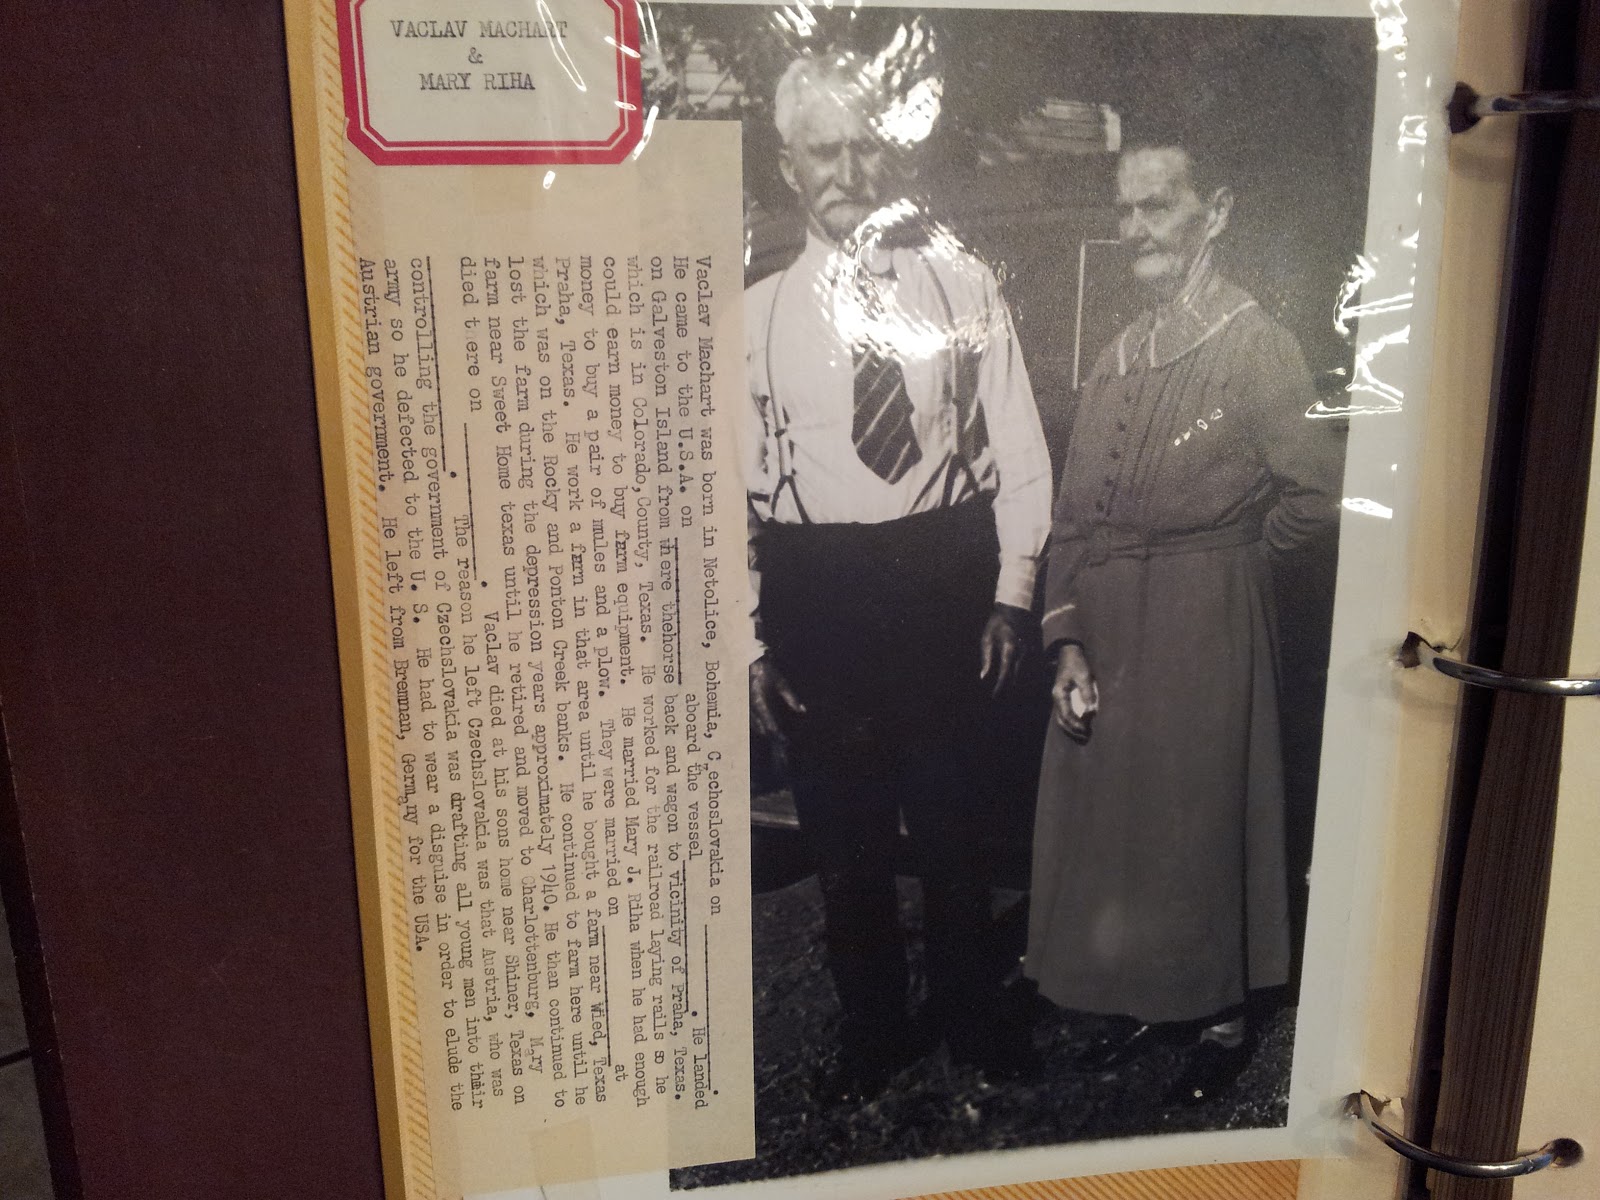 VACLAV MACHART
&
MARY RIHA
Vaclav Machart was born in Netolice, Bohemia, Czechoslovakia on ________.
He came to the U.S.A. on ________ aboard the vessel ________. He landed
on Galveston Island from where thehorse back and wagon to vicinity of Praha, Texas.
which is in Colorado,County, Texas. He worked for the railroad laying rails so he
could earn money to buy farm equipment. He married Mary J. Riha when he had enough
money to buy a pair of mules and a plow. They were married on ________ at
Praha, Texas. He work a farn in that area until he bought a farm near Wied, Texas
which was on the Rocky and Ponton Creek banks. He continued to farm here until he
lost the farm during the depression years approximately 1940. He than continued to
farm near Sweet Home texas until he retired and moved to Charlottenburg, Mary
died there on ________. Vaclav died at his sons home near Shiner, Texas on
________. The reason he left Czechslovakia was that Austria, who was
controlling the government of Czechslovakia was drafting all young men into their
army so he defected to the U. S. He had to wear a disguise in order to elude the
Austrian government. He left from Bremnan, Germany for the USA.